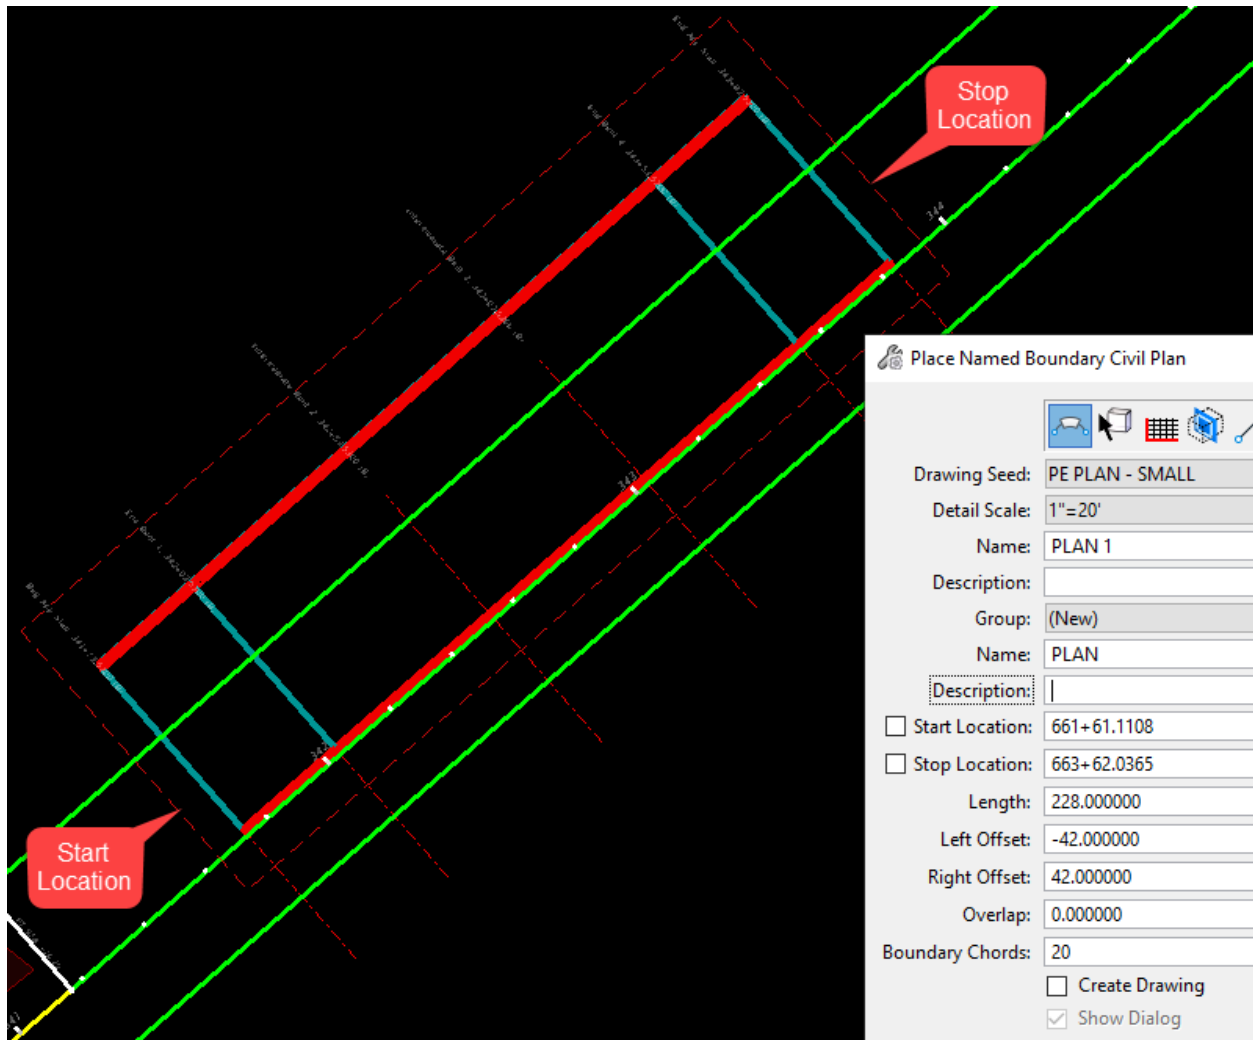 Stop
Location
344
343
342
Start
Location
Place Named Boundary Civil Plan
Drawing Seed: PE PLAN - SMALL
Detail Scale: 1"=20'
Name: PLAN 1
Description:
Group: (New)
Name: PLAN
Description:
Start Location: 661+61.1108
Stop Location: 663+62.0365
Length: 228.000000
Left Offset: -42.000000
Right Offset: 42.000000
Overlap: 0.000000
Boundary Chords: 20
Create Drawing
Show Dialog